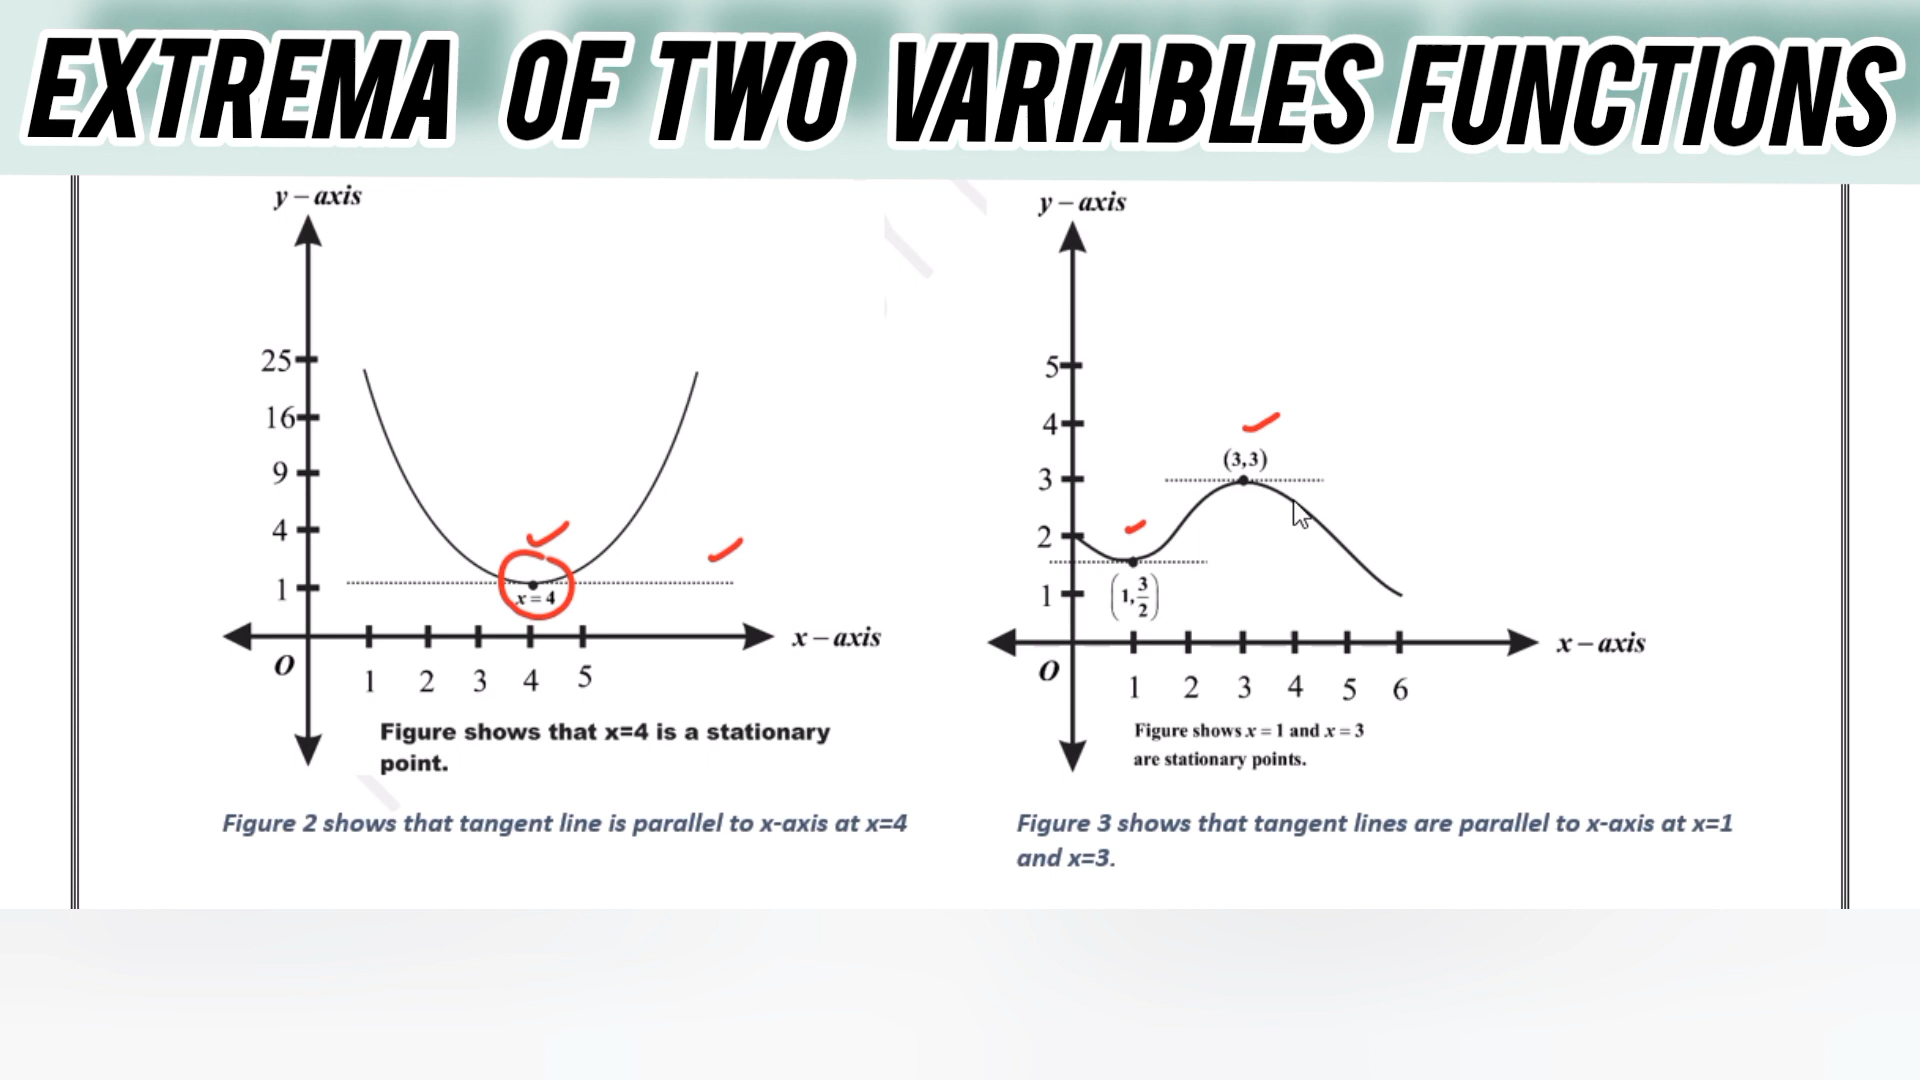 EXTREMA OF TWO VARIABLES FUNCTIONS
y – axis
25
16
9
4
1
x = 4
x – axis
O
1 2 3 4 5
Figure shows that x=4 is a stationary
point.
Figure 2 shows that tangent line is parallel to x-axis at x=4
y – axis
5
4
(3,3)
3
2
1
(1, 3/2)
x – axis
O
1 2 3 4 5 6
Figure shows x = 1 and x = 3
are stationary points.
Figure 3 shows that tangent lines are parallel to x-axis at x=1
and x=3.